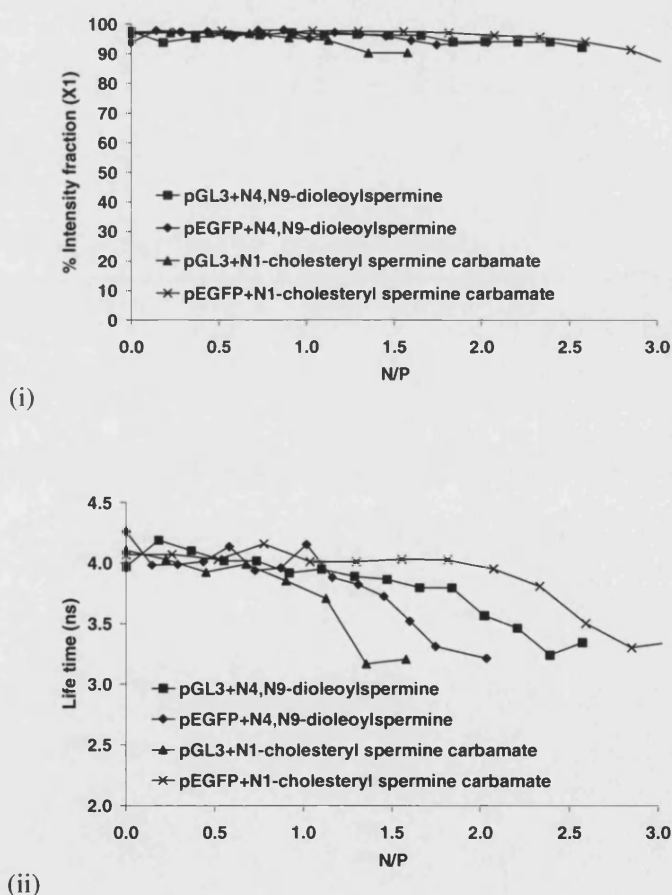 100
90
80
70
60
50
40
30
20
10
0
% Intensity fraction (X1)
pGL3+N4,N9-dioleoylspermine
pEGFP+N4,N9-dioleoylspermine
pGL3+N1-cholesteryl spermine carbamate
pEGFP+N1-cholesteryl spermine carbamate
0.0 0.5 1.0 1.5 2.0 2.5 3.0
N/P
(i)
4.5
4.0
3.5
3.0
2.5
2.0
Life time (ns)
pGL3+N4,N9-dioleoylspermine
pEGFP+N4,N9-dioleoylspermine
pGL3+N1-cholesteryl spermine carbamate
pEGFP+N1-cholesteryl spermine carbamate
0.0 0.5 1.0 1.5 2.0 2.5 3.0
N/P
(ii)